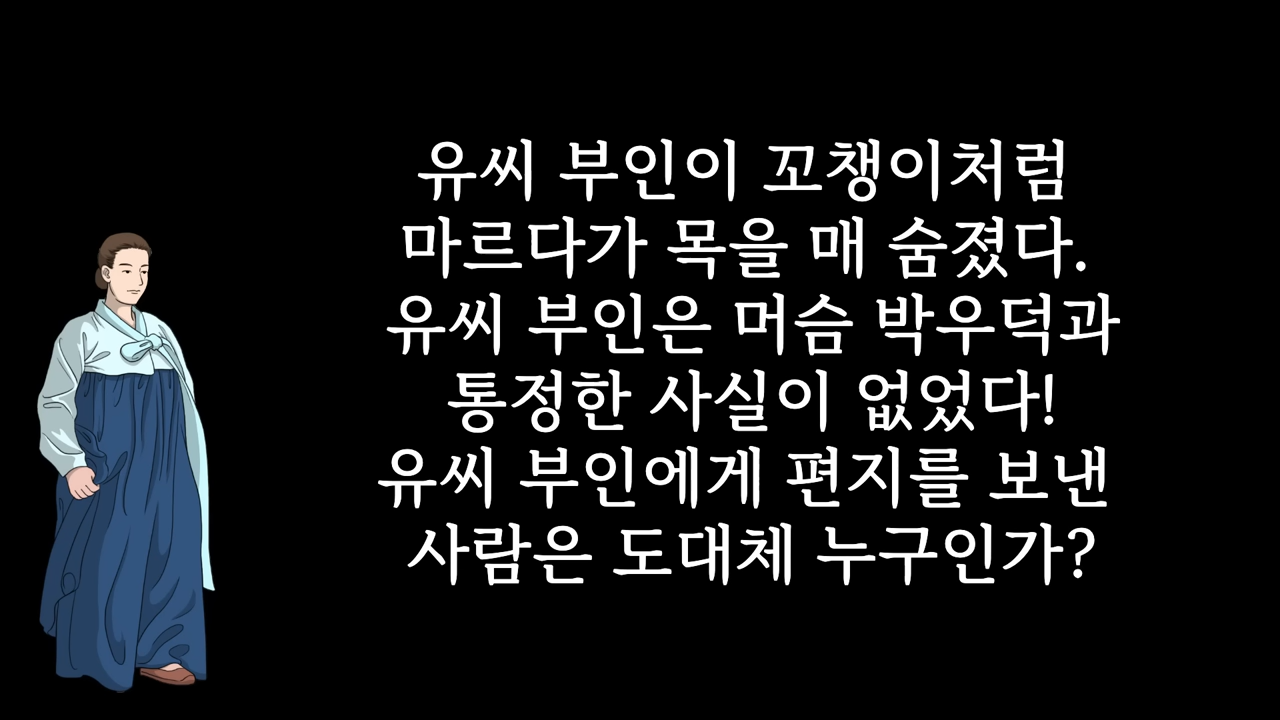 유씨 부인이 꼬챙이처럼
마르다가 목을 매 숨졌다.
유씨 부인은 머슴 박우덕과
통정한 사실이 없었다!
유씨 부인에게 편지를 보낸
사람은 도대체 누구인가?